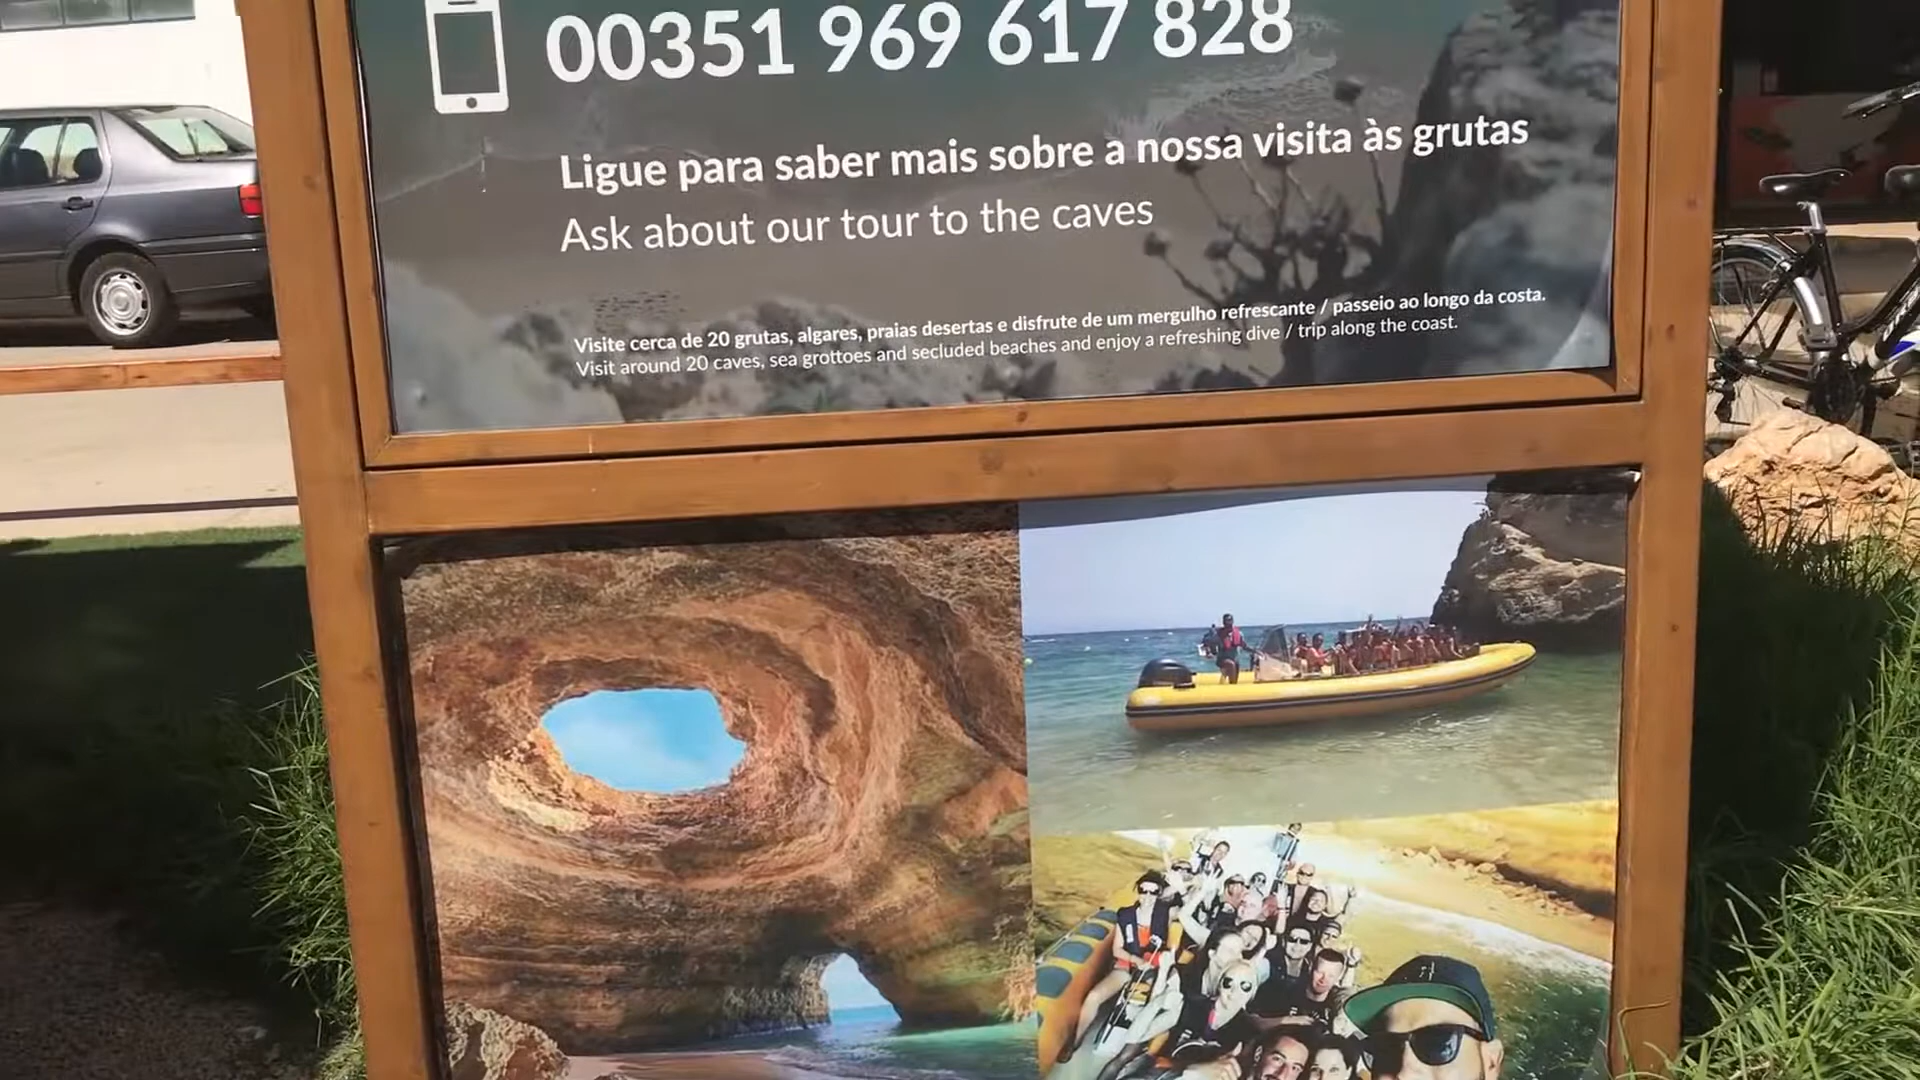 00351 969 617 828
Ligue para saber mais sobre a nossa visita às grutas
Ask about our tour to the caves
Visite cerca de 20 grutas, algares, praias desertas e disfrute de um mergulho refrescante / passeio ao longo da costa.
Visit around 20 caves, sea grottoes and secluded beaches and enjoy a refreshing dive / trip along the coast.